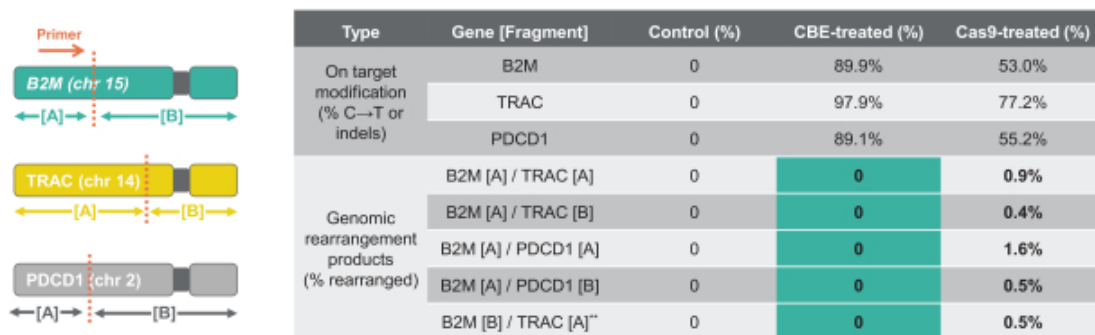 Primer
B2M (chr 15)
[A] [B]
TRAC (chr 14)
[A] [B]
PDCD1 (chr 2)
[A] [B]
Type Gene [Fragment] Control (%) CBE-treated (%) Cas9-treated (%)
On target
modification
(% C→T or
indels)
B2M 0 89.9% 53.0%
TRAC 0 97.9% 77.2%
PDCD1 0 89.1% 55.2%
Genomic
rearrangement
products
(% rearranged)
B2M [A] / TRAC [A] 0 0 0.9%
B2M [A] / TRAC [B] 0 0 0.4%
B2M [A] / PDCD1 [A] 0 0 1.6%
B2M [A] / PDCD1 [B] 0 0 0.5%
B2M [B] / TRAC [A]** 0 0 0.5%